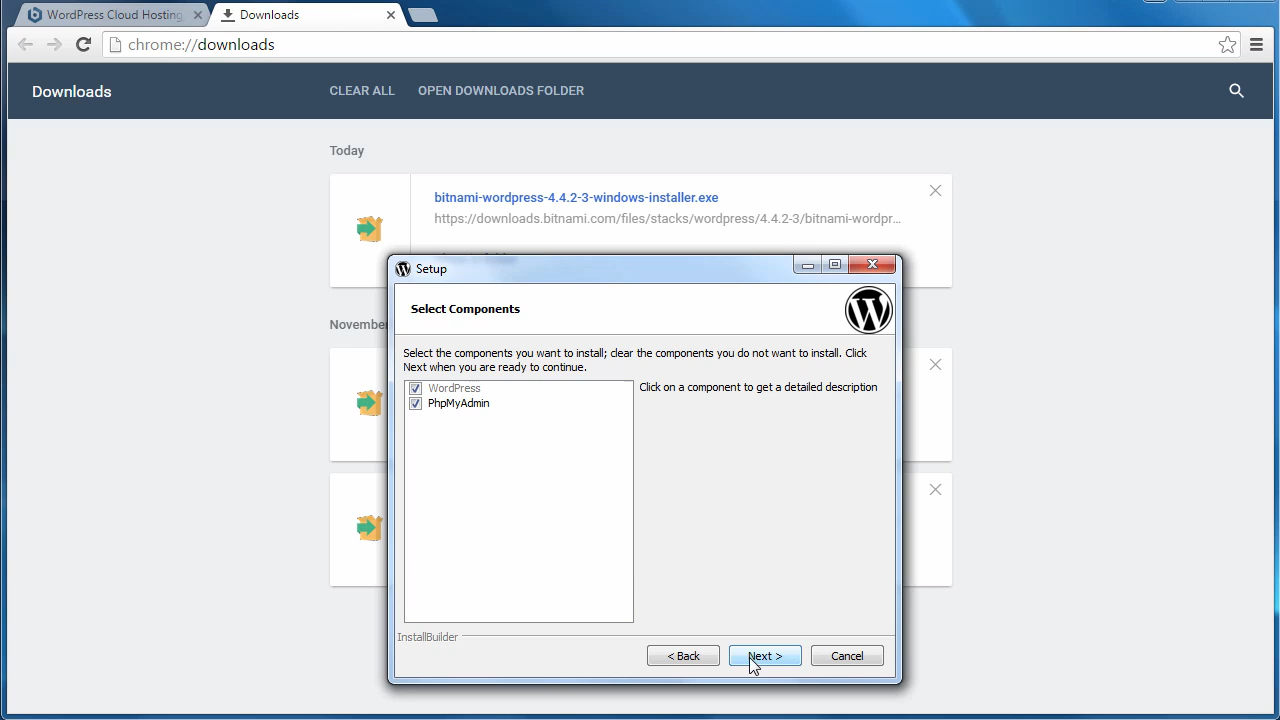 WordPress Cloud Hosting,
Downloads
chrome://downloads
Downloads
CLEAR ALL
OPEN DOWNLOADS FOLDER
Today
bitnami-wordpress-4.4.2-3-windows-installer.exe
https://downloads.bitnami.com/files/stacks/wordpress/4.4.2-3/bitnami-wordpr...
November
Setup
Select Components
Select the components you want to install; clear the components you do not want to install. Click
Next when you are ready to continue.
WordPress
PhpMyAdmin
Click on a component to get a detailed description
InstallBuilder
< Back
Next >
Cancel